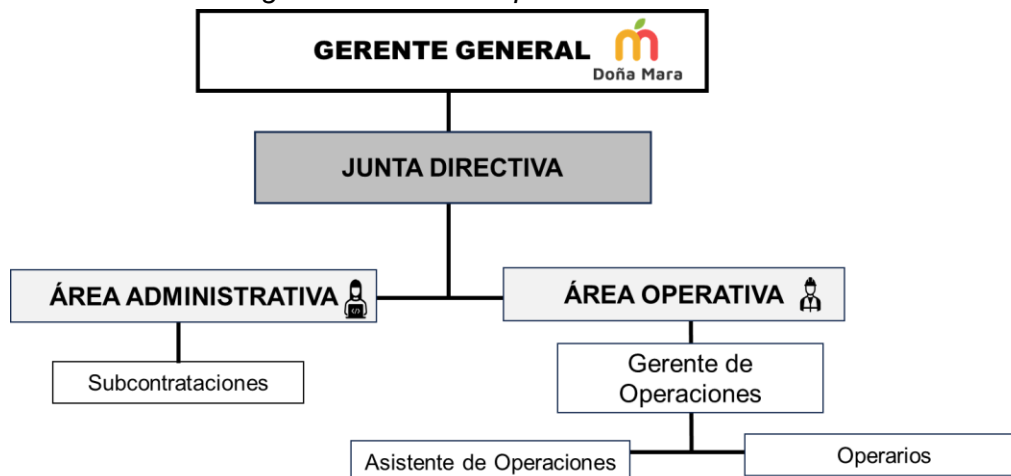 GERENTE GENERAL
Doña Mara
JUNTA DIRECTIVA
ÁREA ADMINISTRATIVA
ÁREA OPERATIVA
Subcontrataciones
Gerente de
Operaciones
Asistente de Operaciones
Operarios